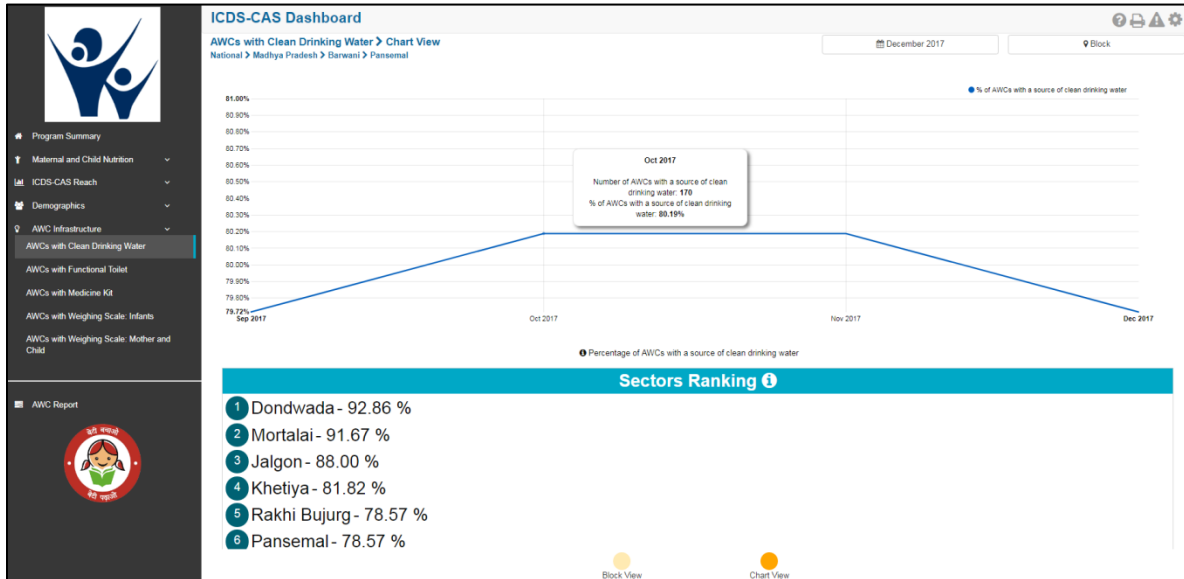 ICDS-CAS Dashboard
AWCs with Clean Drinking Water > Chart View
National > Madhya Pradesh > Barwani > Pansemal
December 2017
Block
Program Summary
Maternal and Child Nutrition
ICDS-CAS Reach
Demographics
AWC Infrastructure
AWCs with Clean Drinking Water
AWCs with Functional Toilet
AWCs with Medicine Kit
AWCs with Weighing Scale: Infants
AWCs with Weighing Scale: Mother and
Child
AWC Report
बेटी बचाओ
बेटी पढ़ाओ
% of AWCs with a source of clean drinking water
81.00%
80.90%
80.80%
80.70%
80.60%
80.50%
80.40%
80.30%
80.20%
80.10%
80.00%
79.90%
79.80%
79.72%
Oct 2017
Number of AWCs with a source of clean
drinking water: 170
% of AWCs with a source of clean drinking
water: 80.19%
Sep 2017
Oct 2017
Nov 2017
Dec 2017
Percentage of AWCs with a source of clean drinking water
Sectors Ranking
1 Dondwada - 92.86 %
2 Mortalai - 91.67 %
3 Jalgon - 88.00 %
4 Khetiya - 81.82 %
5 Rakhi Bujurg - 78.57 %
6 Pansemal - 78.57 %
Block View
Chart View